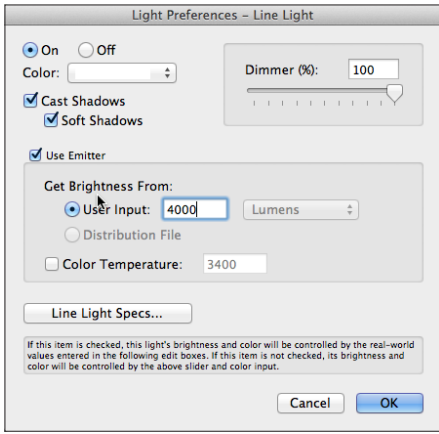 Light Preferences – Line Light
On Off
Color:
Dimmer (%): 100
Cast Shadows
Soft Shadows
Use Emitter
Get Brightness From:
User Input: 4000 Lumens
Distribution File
Color Temperature: 3400
Line Light Specs...
If this item is checked, this light's brightness and color will be controlled by the real-world
values entered in the following edit boxes. If this item is not checked, its brightness and
color will be controlled by the above slider and color input.
Cancel OK